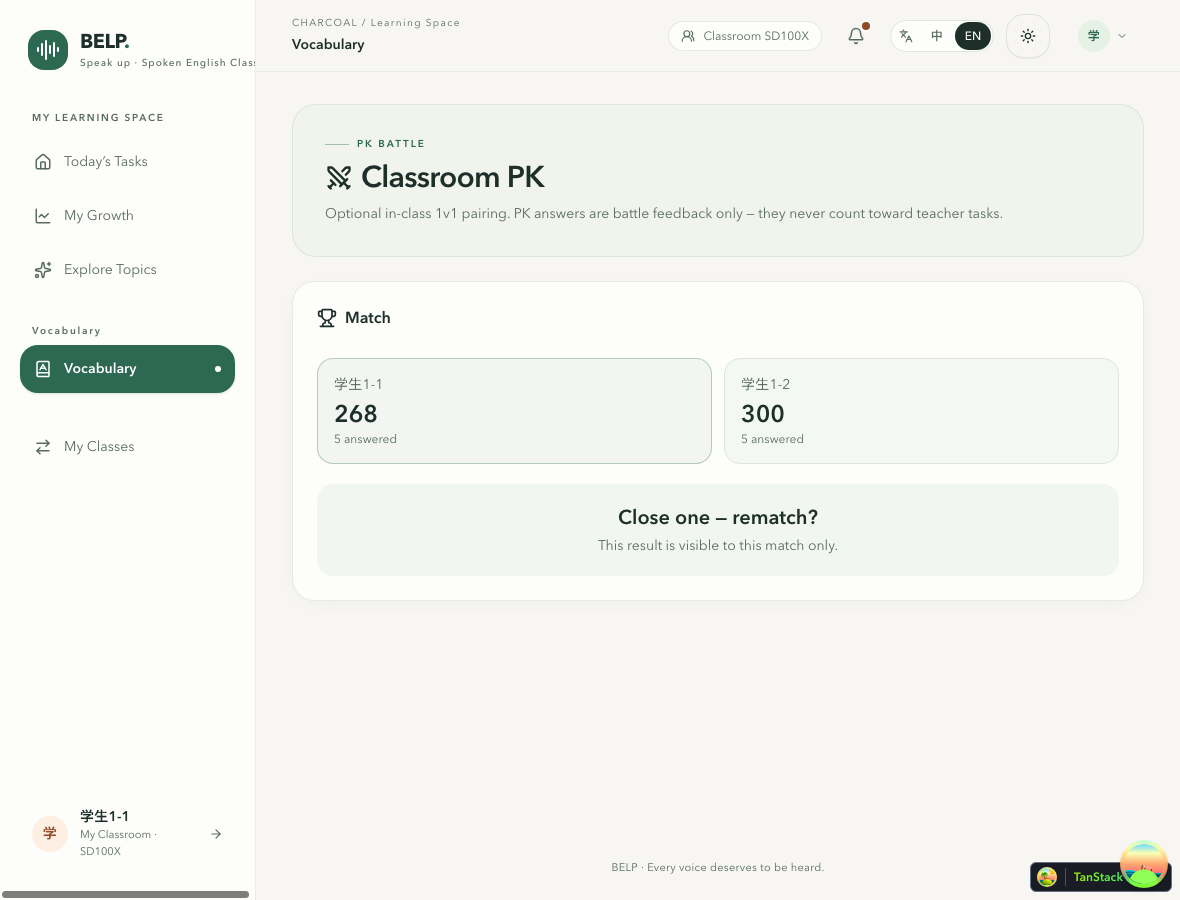 BELP.
Speak up · Spoken English Clas
MY LEARNING SPACE
Today's Tasks
My Growth
Explore Topics
Vocabulary
Vocabulary
My Classes
学
学生1-1
My Classroom ·
SD100X
CHARCOAL / Learning Space
Vocabulary
Classroom SD100X
中
EN
学
PK BATTLE
Classroom PK
Optional in-class 1v1 pairing. PK answers are battle feedback only — they never count toward teacher tasks.
Match
学生1-1
268
5 answered
学生1-2
300
5 answered
Close one — rematch?
This result is visible to this match only.
BELP · Every voice deserves to be heard.
TanStack